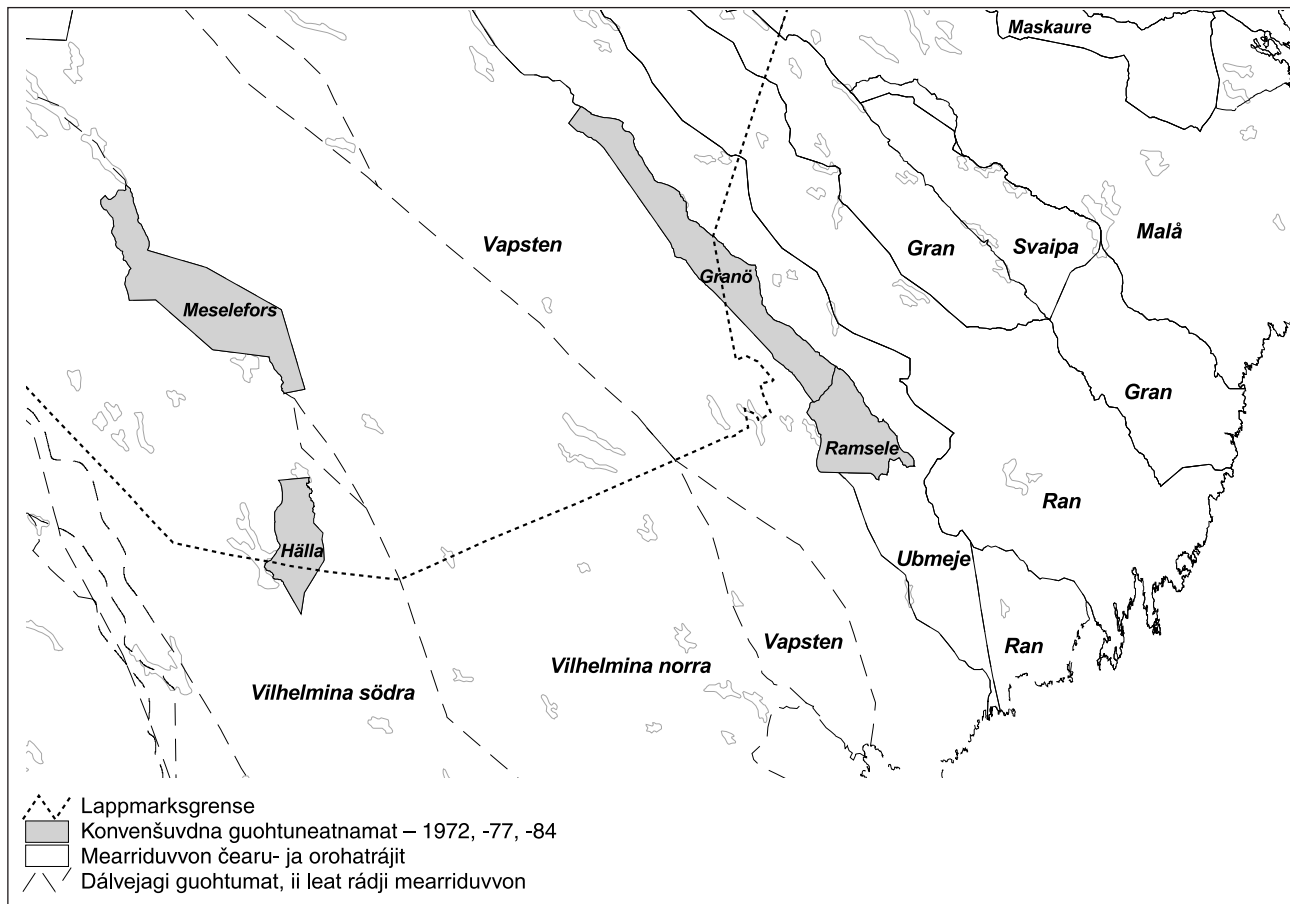 Maskaure
Malå
Svaipa
Gran
Vapsten
Granö
Meselefors
Gran
Ramsele
Ran
Hälla
Ubmeje
Vapsten
Ran
Vilhelmina norra
Vilhelmina södra
Lappmarksgrense
Konvenšuvdna guohtuneatnamat – 1972, -77, -84
Mearriduvvon čearu- ja orohatrájit
Dálvejagi guohtumat, ii leat rádji mearriduvvon